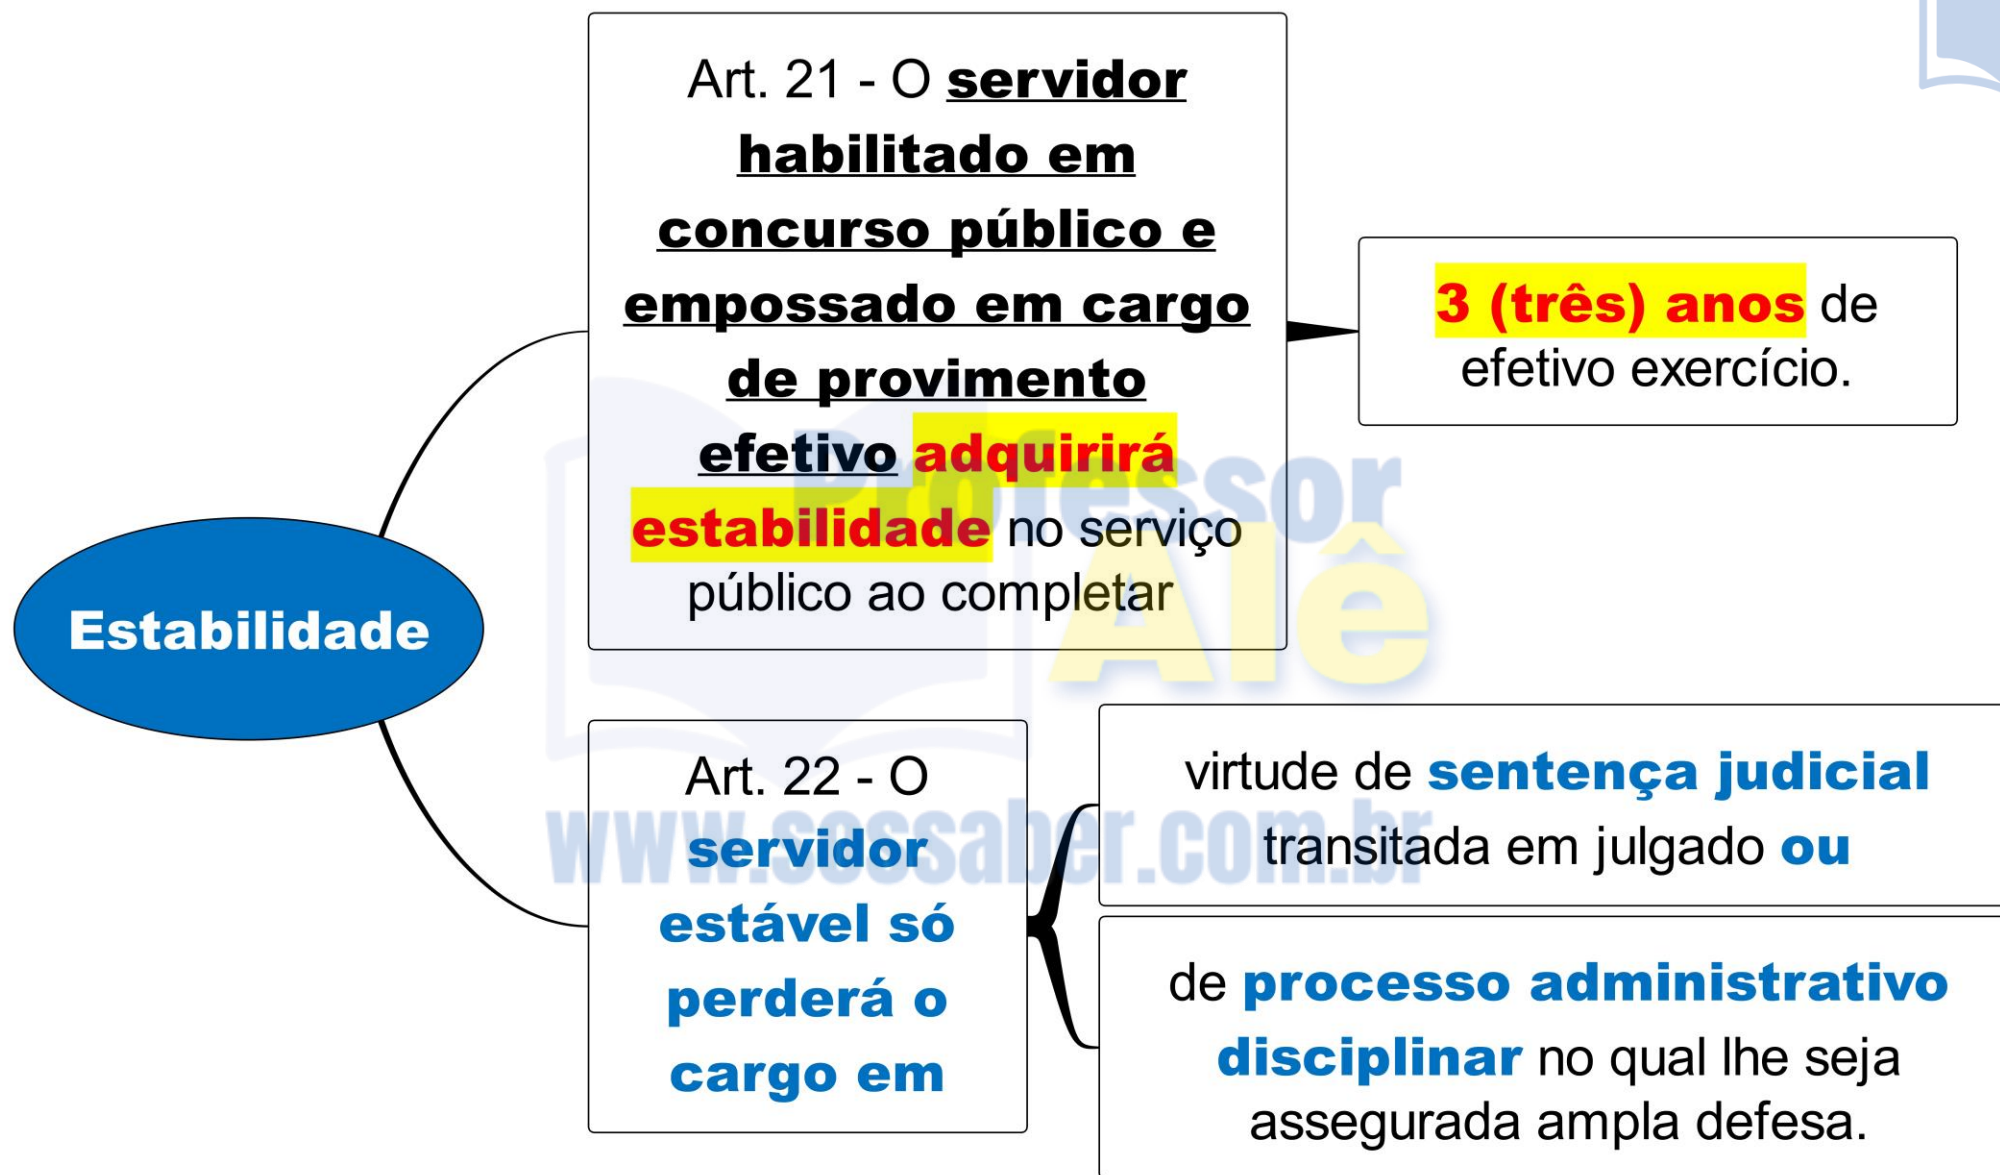 Art. 21 - O servidor
habilitado em
concurso público e
empossado em cargo
de provimento
efetivo adquirirá
estabilidade no serviço
público ao completar
3 (três) anos de
efetivo exercício.
Estabilidade
Art. 22 - O
servidor
estável só
perderá o
cargo em
virtude de sentença judicial
transitada em julgado ou
de processo administrativo
disciplinar no qual lhe seja
assegurada ampla defesa.
Professor
Alê
www.sossaber.com.br